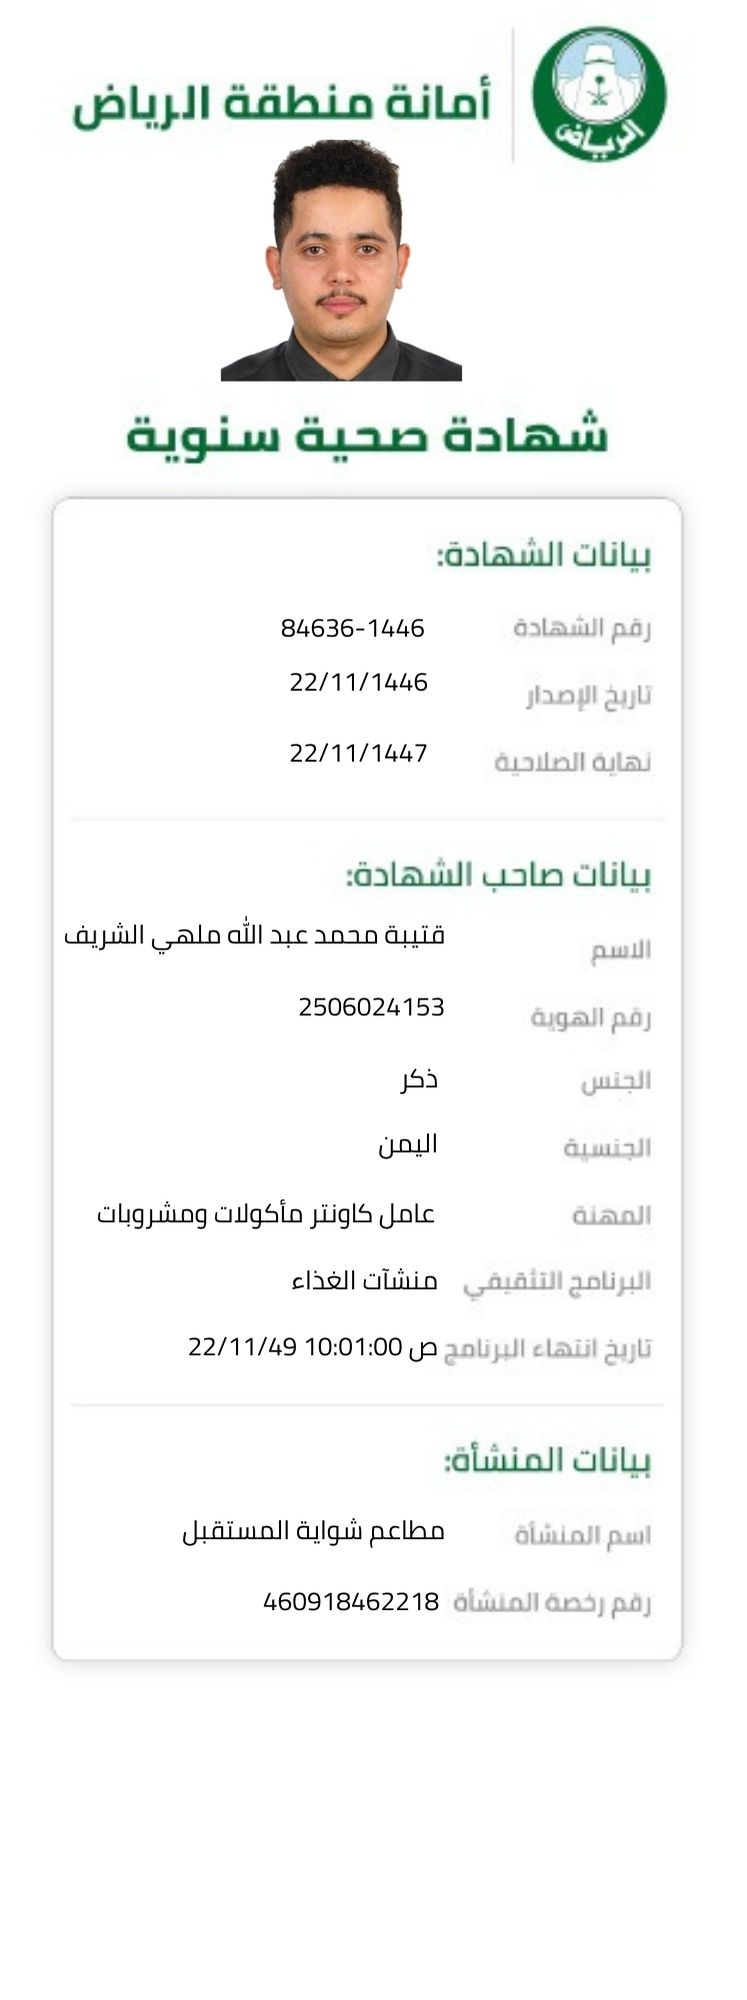 أمانة منطقة الرياض
الرياض
شهادة صحية سنوية
بيانات الشهادة:
رقم الشهادة 84636-1446
تاريخ الإصدار 22/11/1446
نهاية الصلاحية 22/11/1447
بيانات صاحب الشهادة:
الاسم قتيبة محمد عبد الله ملهي الشريف
رقم الهوية 2506024153
الجنس ذكر
الجنسية اليمن
المهنة عامل كاونتر مأكولات ومشروبات
البرنامج التثقيفي منشآت الغذاء
تاريخ انتهاء البرنامج ص 10:01:00 22/11/49
بيانات المنشأة:
اسم المنشأة مطاعم شواية المستقبل
رقم رخصة المنشأة 460918462218